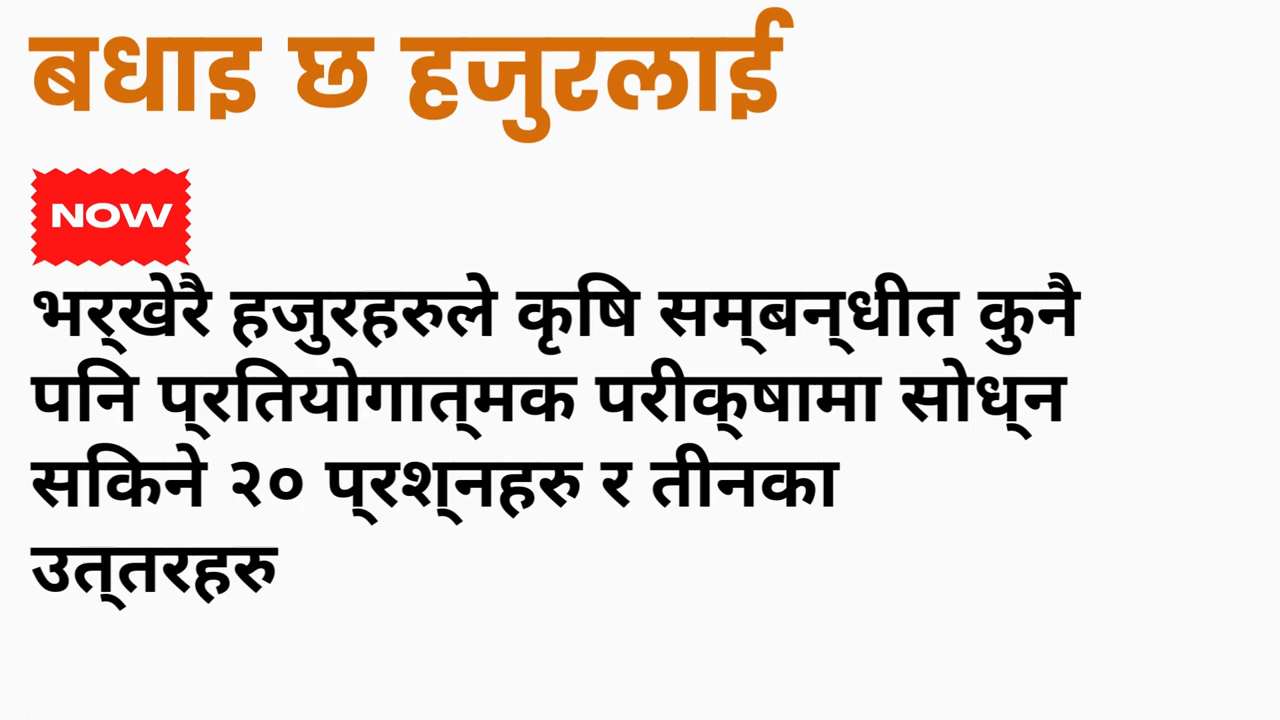 बधाइ छ हजुरलाई
NOW
भर्‌खेरै हजुरहरुले कृषि सम्‌बन्‌धीत कुनै
पनि प्‌रतियोगात्‌मक परीक्‌षामा सोध्‌न
सकिने २० प्‌रश्‌नहरु र तीनका
उत्‌तरहरु